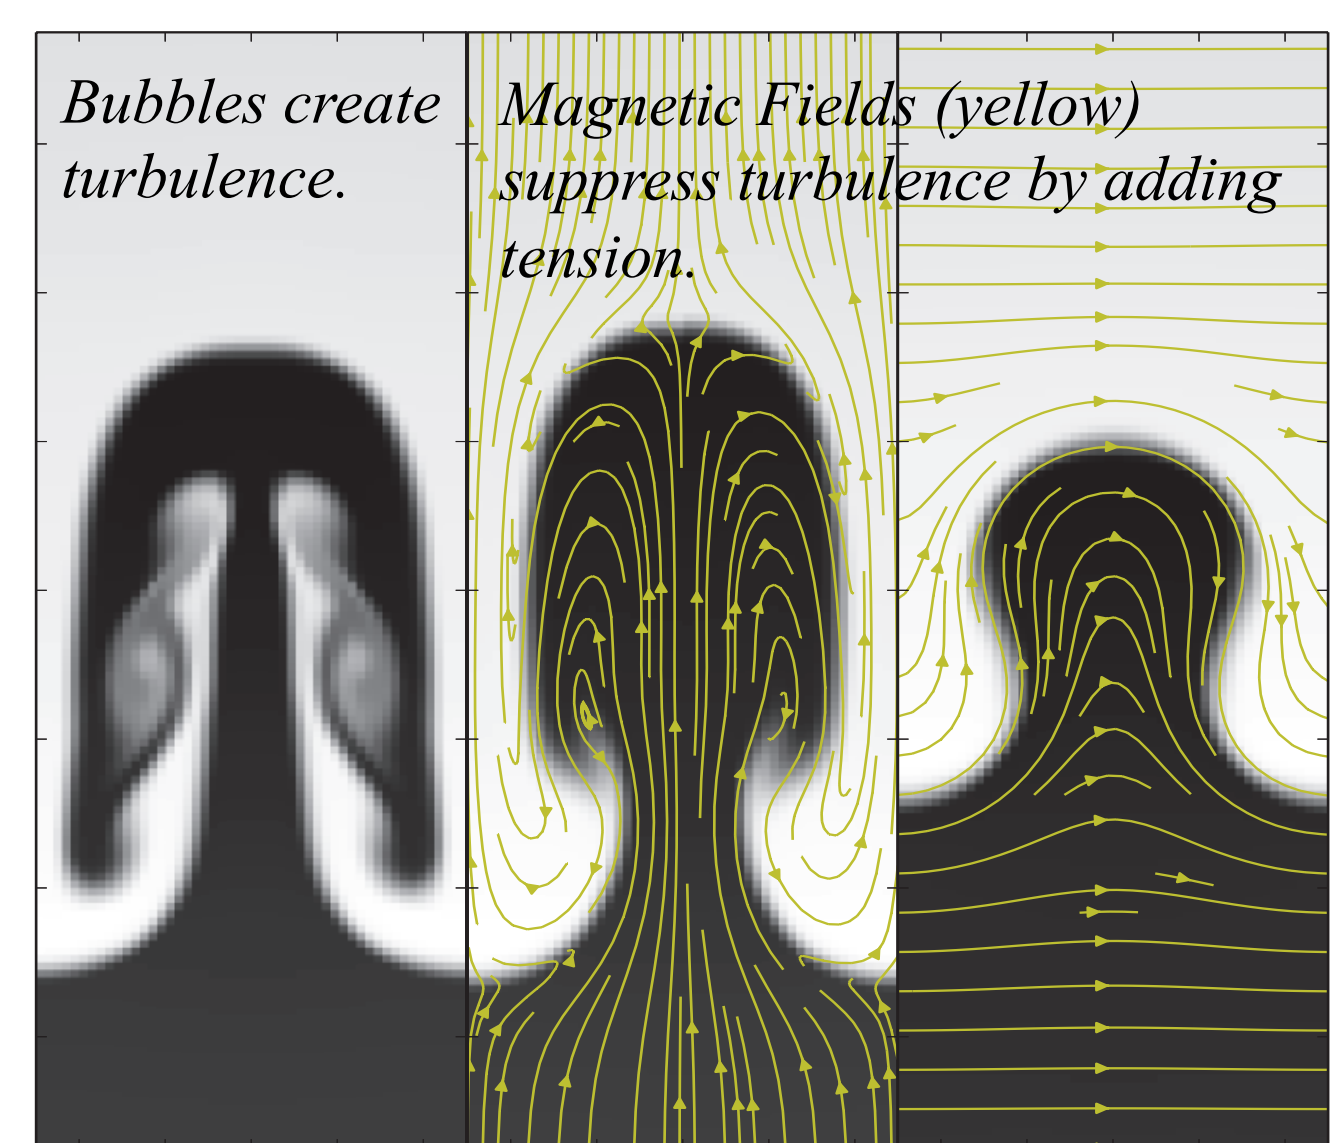 Bubbles create
turbulence.
Magnetic Fields (yellow)
suppress turbulence by adding
tension.